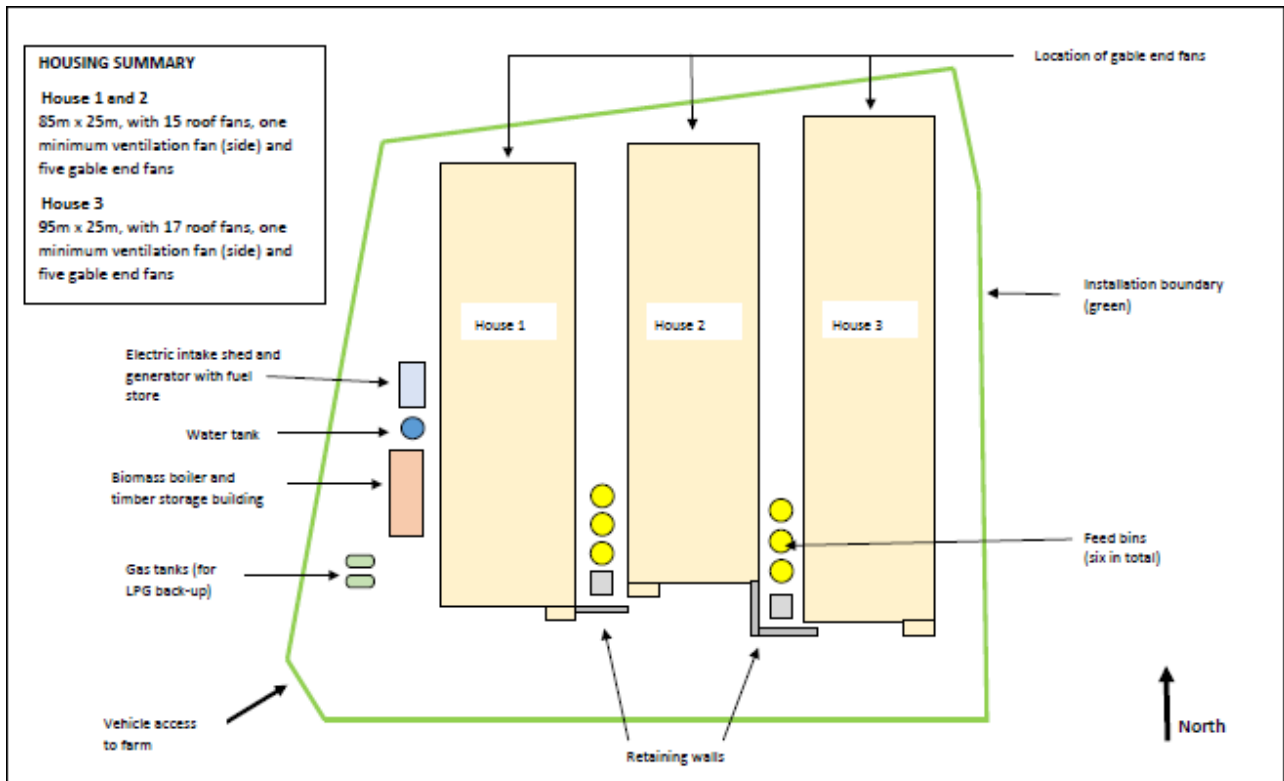 HOUSING SUMMARY
House 1 and 2
85m x 25m, with 15 roof fans, one
minimum ventilation fan (side) and
five gable end fans
House 3
95m x 25m, with 17 roof fans, one
minimum ventilation fan (side) and
five gable end fans
Location of gable end fans
Installation boundary
(green)
House 1
House 2
House 3
Electric intake shed and
generator with fuel
store
Water tank
Biomass boiler and
timber storage building
Gas tanks (for
LPG back-up)
Feed bins
(six in total)
Vehicle access
to farm
Retaining walls
North